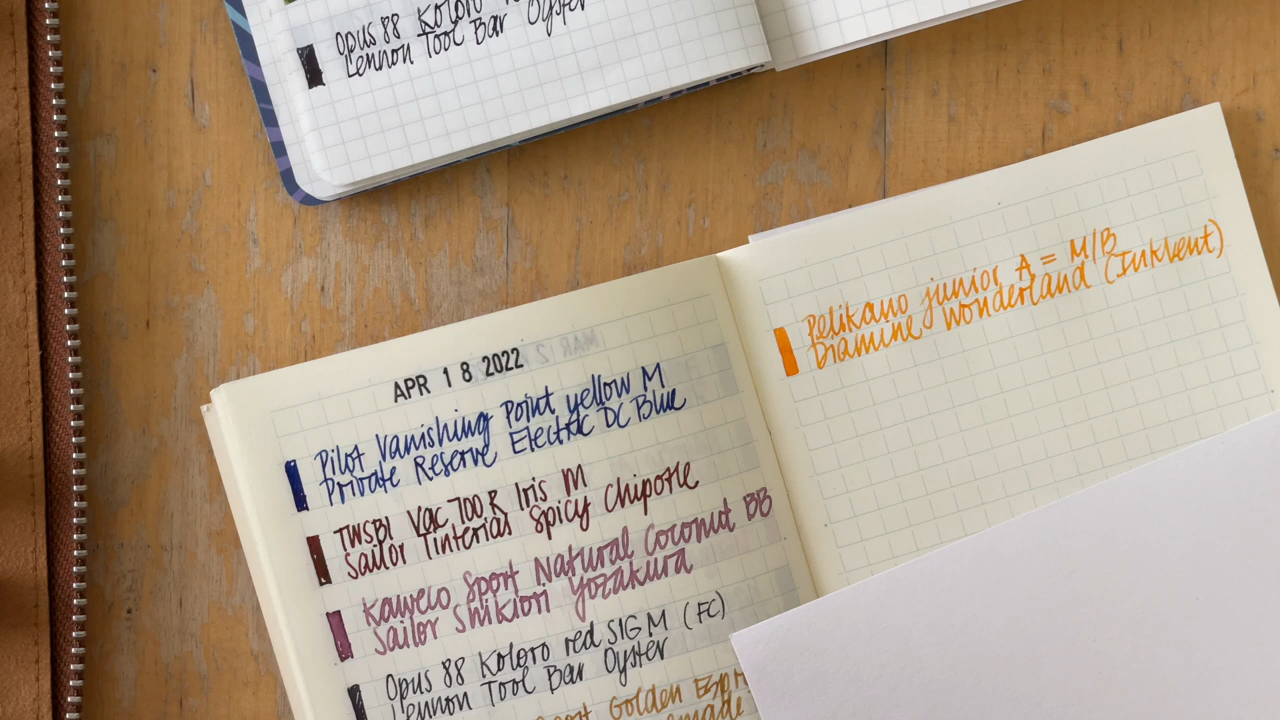 Opus 88 Koloro
Lennon Tool Bar Oyster
APR 18 2022
Pilot Vanishing Point yellow M
Private Reserve Electric DC Blue
TWSBI Vac 700R Iris M
Sailor Tinterias Spicy Chipotle
Kaweco Sport Natural Coconut BB
Sailor Shikiori Yozakura
Opus 88 Koloro red SIG M (FC)
Lennon Tool Bar Oyster
Golden
Pelikano junior A = M/B
Diamine Wonderland (Inkvent)